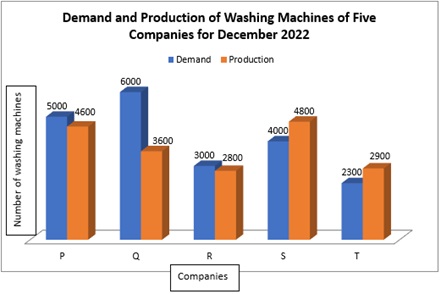 Demand and Production of Washing Machines of Five
Companies for December 2022
Demand Production
Number of washing machines
5000 4600
6000 3600
3000 2800
4000 4800
2300 2900
P Q R S T
Companies